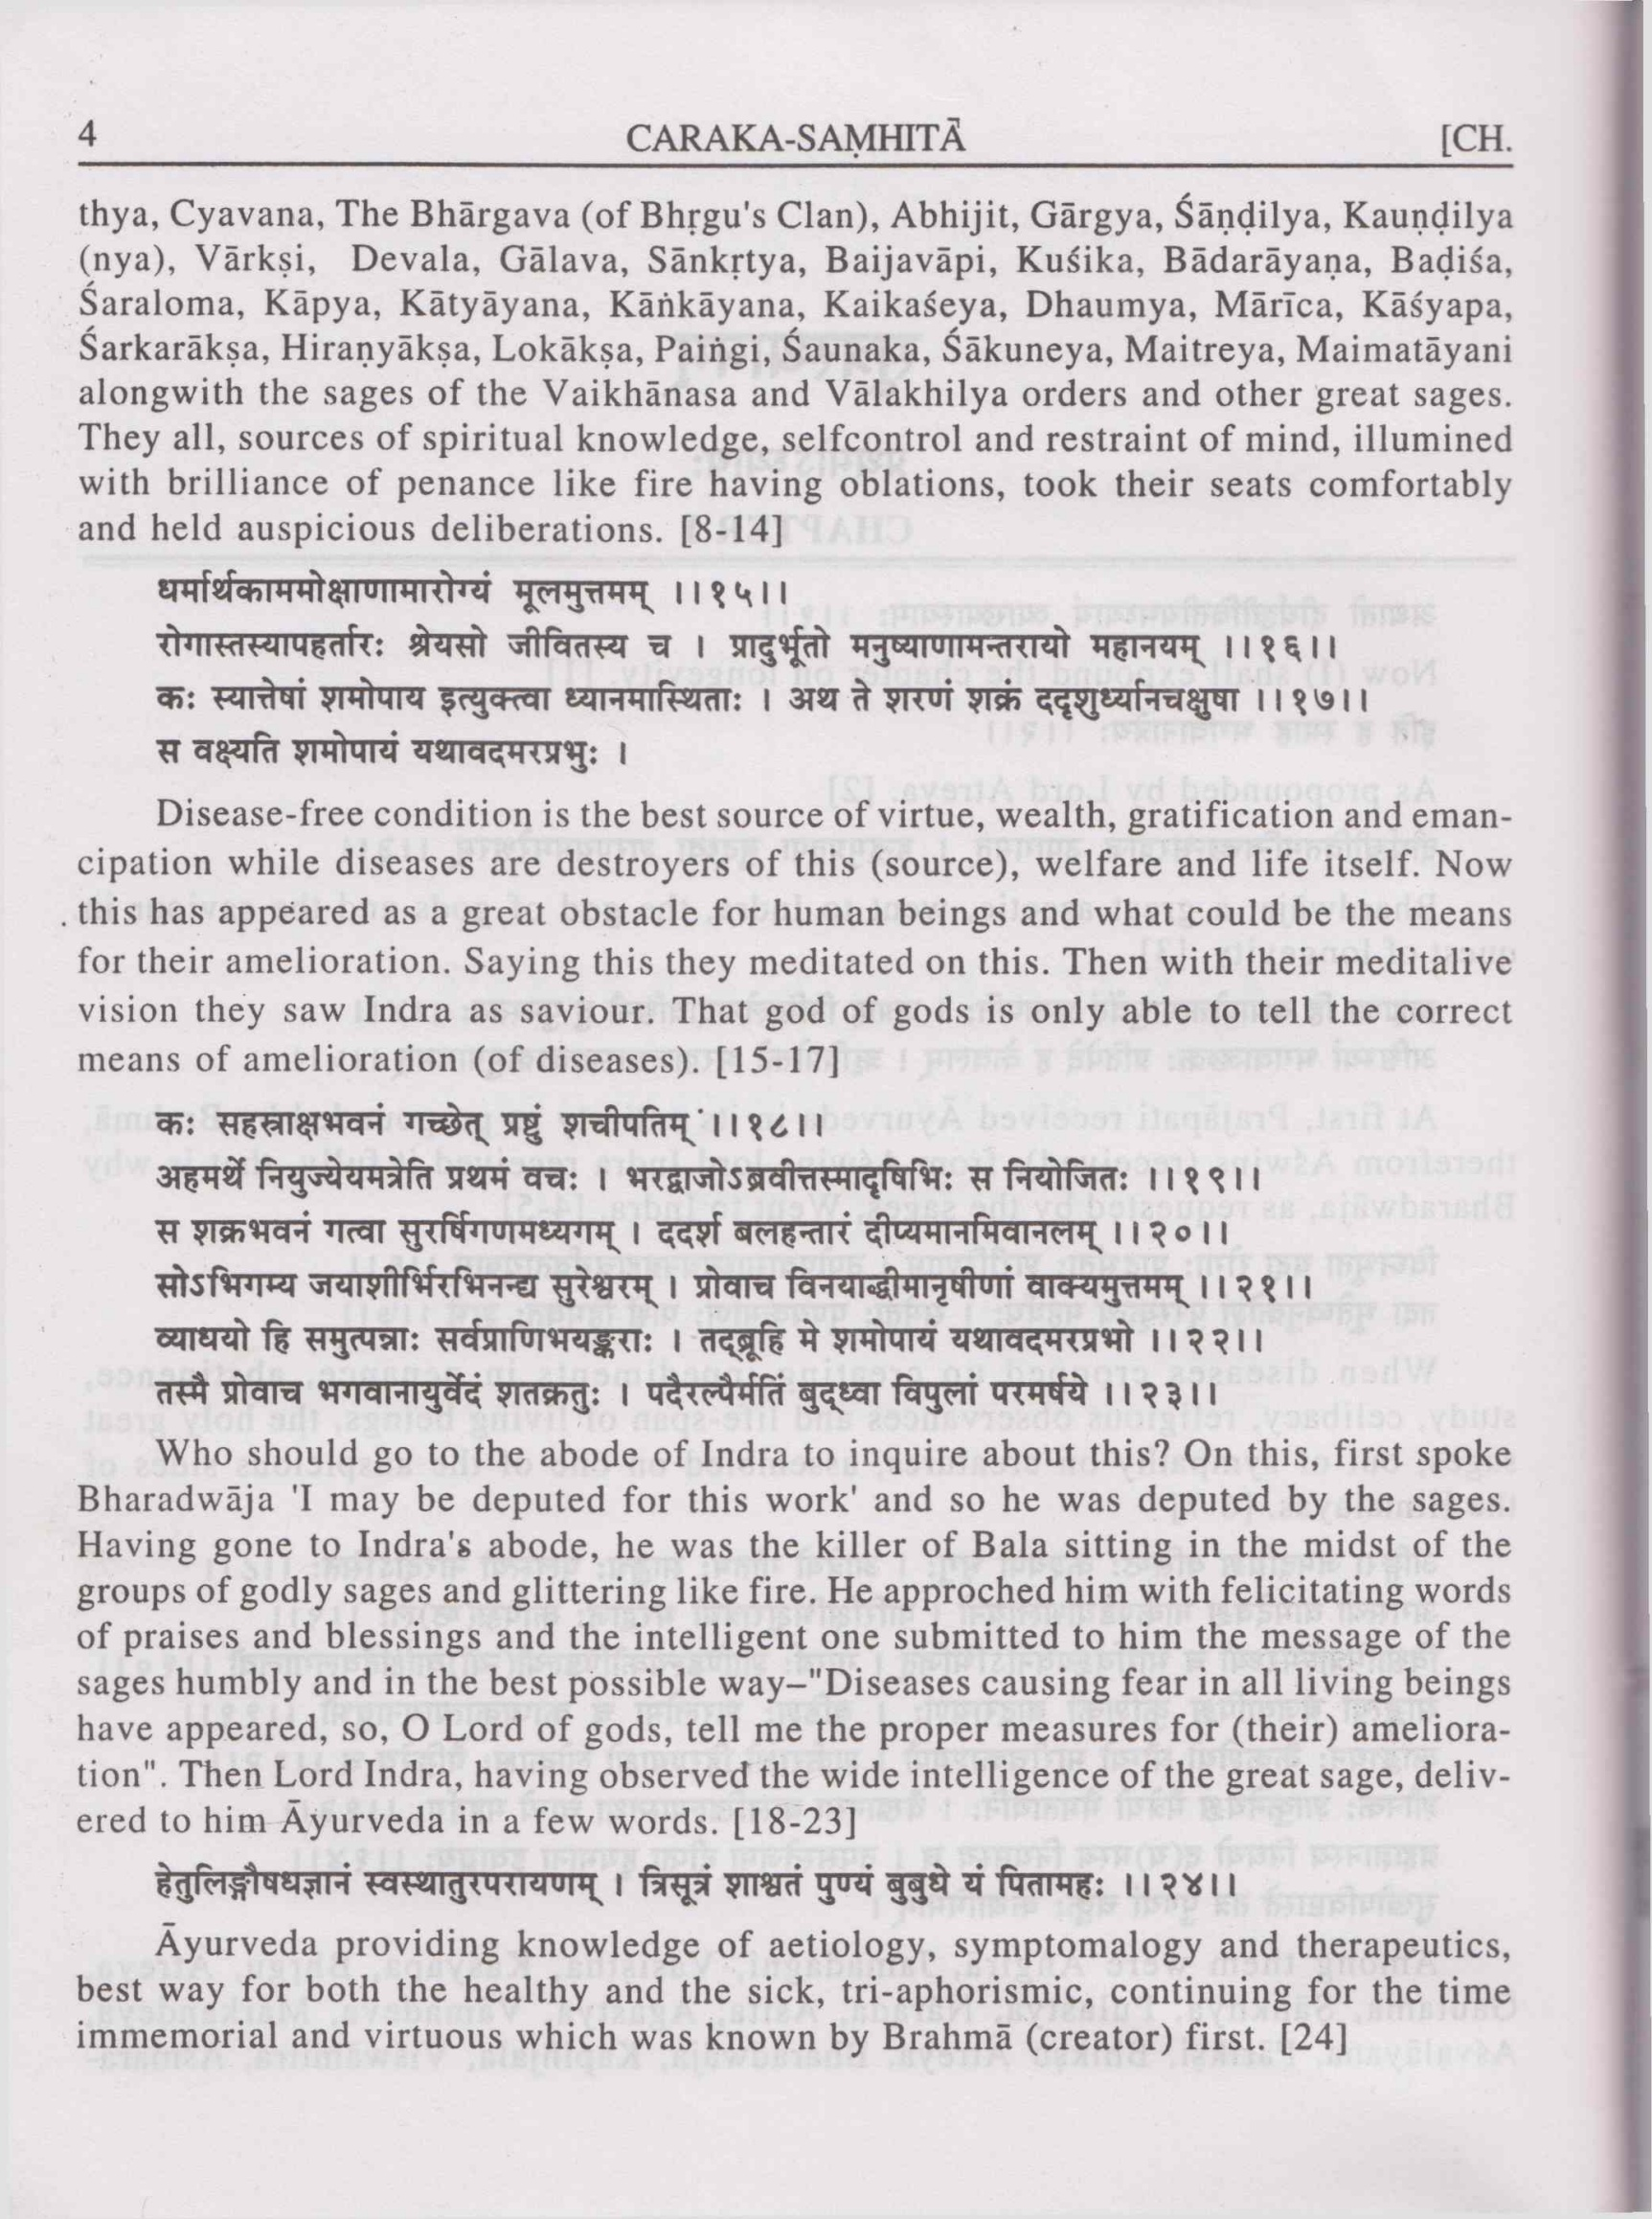 4 CARAKA-SAṂHITĀ [CH.
thya, Cyavana, The Bhārgava (of Bhṛgu's Clan), Abhijit, Gārgya, Śāṇḍilya, Kauṇḍilya
(nya), Vārkṣi, Devala, Gālava, Sānkṛtya, Baijavāpi, Kuśika, Bādarāyaṇa, Baḍiśa,
Śaraloma, Kāpya, Kātyāyana, Kāṅkāyana, Kaikaśeya, Dhaumya, Mārīca, Kāśyapa,
Śarkarākṣa, Hiraṇyākṣa, Lokākṣa, Paiṅgi, Śaunaka, Śākuneya, Maitreya, Maimatāyani
alongwith the sages of the Vaikhānasa and Vālakhilya orders and other great sages.
They all, sources of spiritual knowledge, selfcontrol and restraint of mind, illumined
with brilliance of penance like fire having oblations, took their seats comfortably
and held auspicious deliberations. [8-14]
धर्मार्थकाममोक्षाणामारोग्यं मूलमुत्तमम् ।।१५।।
रोगास्तस्यापहर्तारः श्रेयसो जीवितस्य च । प्रादुर्भूतो मनुष्याणामन्तरायो महानयम् ।।१६।।
कः स्यात्तेषां शमोपाय इत्युक्त्वा ध्यानमास्थिताः । अथ ते शरणं शक्रं ददृशुर्ध्यानचक्षुषा ।।१७।।
स वक्ष्यति शमोपायं यथावदमरप्रभुः ।
Disease-free condition is the best source of virtue, wealth, gratification and eman-
cipation while diseases are destroyers of this (source), welfare and life itself. Now
this has appeared as a great obstacle for human beings and what could be the means
for their amelioration. Saying this they meditated on this. Then with their meditalive
vision they saw Indra as saviour. That god of gods is only able to tell the correct
means of amelioration (of diseases). [15-17]
कः सहस्राक्षभवनं गच्छेत् प्रष्टुं शचीपतिम् ।।१८।।
अहमर्थे नियुज्येयमत्रेति प्रथमं वचः । भरद्वाजोऽब्रवीत्तस्मादृषिभिः स नियोजितः ।।१९।।
स शक्रभवनं गत्वा सुरर्षिगणमध्यगम् । ददर्श बलहन्तारं दीप्यमानमिवानलम् ।।२०।।
सोऽभिगम्य जयाशीर्भिरभिनन्द्य सुरेश्वरम् । प्रोवाच विनयाद्धीमानृषीणां वाक्यमुत्तमम् ।।२१।।
व्याधयो हि समुत्पन्नाः सर्वप्राणिभयङ्कराः । तद्ब्रूहि मे शमोपायं यथावदमरप्रभो ।।२२।।
तस्मै प्रोवाच भगवानायुर्वेदं शतक्रतुः । पदैरल्पैर्मतिं बुद्ध्वा विपुलां परमर्षये ।।२३।।
Who should go to the abode of Indra to inquire about this? On this, first spoke
Bharadwāja 'I may be deputed for this work' and so he was deputed by the sages.
Having gone to Indra's abode, he was the killer of Bala sitting in the midst of the
groups of godly sages and glittering like fire. He approched him with felicitating words
of praises and blessings and the intelligent one submitted to him the message of the
sages humbly and in the best possible way–"Diseases causing fear in all living beings
have appeared, so, O Lord of gods, tell me the proper measures for (their) ameliora-
tion". Then Lord Indra, having observed the wide intelligence of the great sage, deliv-
ered to him Āyurveda in a few words. [18-23]
हेतुलिङ्गौषधज्ञानं स्वस्थातुरपरायणम् । त्रिसूत्रं शाश्वतं पुण्यं बुबुधे यं पितामहः ।।२४।।
Āyurveda providing knowledge of aetiology, symptomalogy and therapeutics,
best way for both the healthy and the sick, tri-aphorismic, continuing for the time
immemorial and virtuous which was known by Brahmā (creator) first. [24]